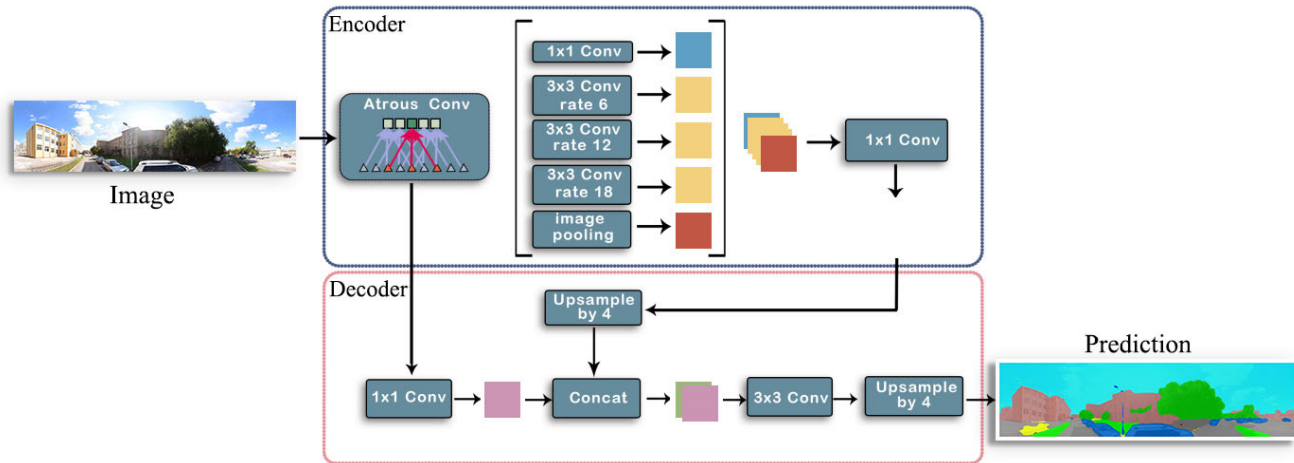 Encoder
Atrous Conv
1x1 Conv
3x3 Conv
rate 6
3x3 Conv
rate 12
3x3 Conv
rate 18
image
pooling
1x1 Conv
Image
Decoder
Upsample
by 4
1x1 Conv
Concat
3x3 Conv
Upsample
by 4
Prediction